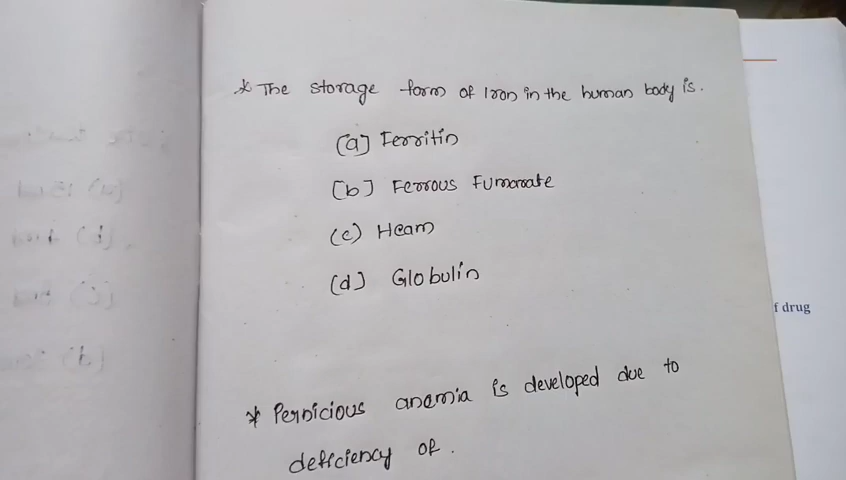 * The storage form of Iron in the human body is.
(a) Ferritin
(b) Ferrous Fumarate
(c) Heam
(d) Globulin
f drug
* Pernicious anemia is developed due to
deficiency of.